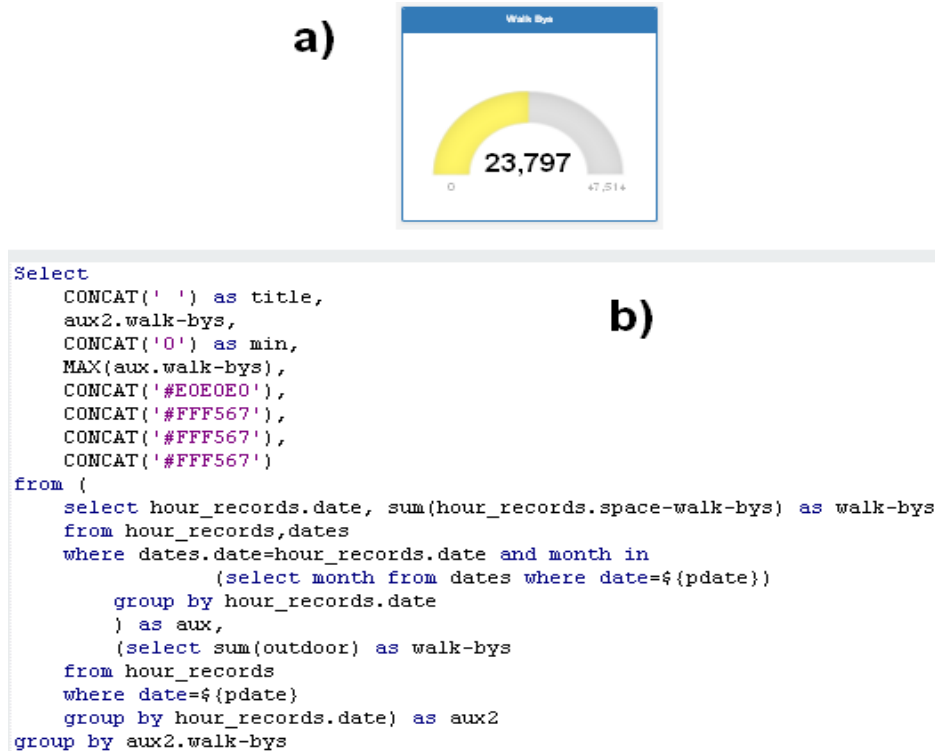 a)
Walk Bys
23,797
0
47,514
b)
Select
CONCAT(' ') as title,
aux2.walk-bys,
CONCAT('0') as min,
MAX(aux.walk-bys),
CONCAT('#E0E0E0'),
CONCAT('#FFF567'),
CONCAT('#FFF567'),
CONCAT('#FFF567')
from (
select hour_records.date, sum(hour_records.space-walk-bys) as walk-bys
from hour_records,dates
where dates.date=hour_records.date and month in
(select month from dates where date=${pdate})
group by hour_records.date
) as aux,
(select sum(outdoor) as walk-bys
from hour_records
where date=${pdate}
group by hour_records.date) as aux2
group by aux2.walk-bys